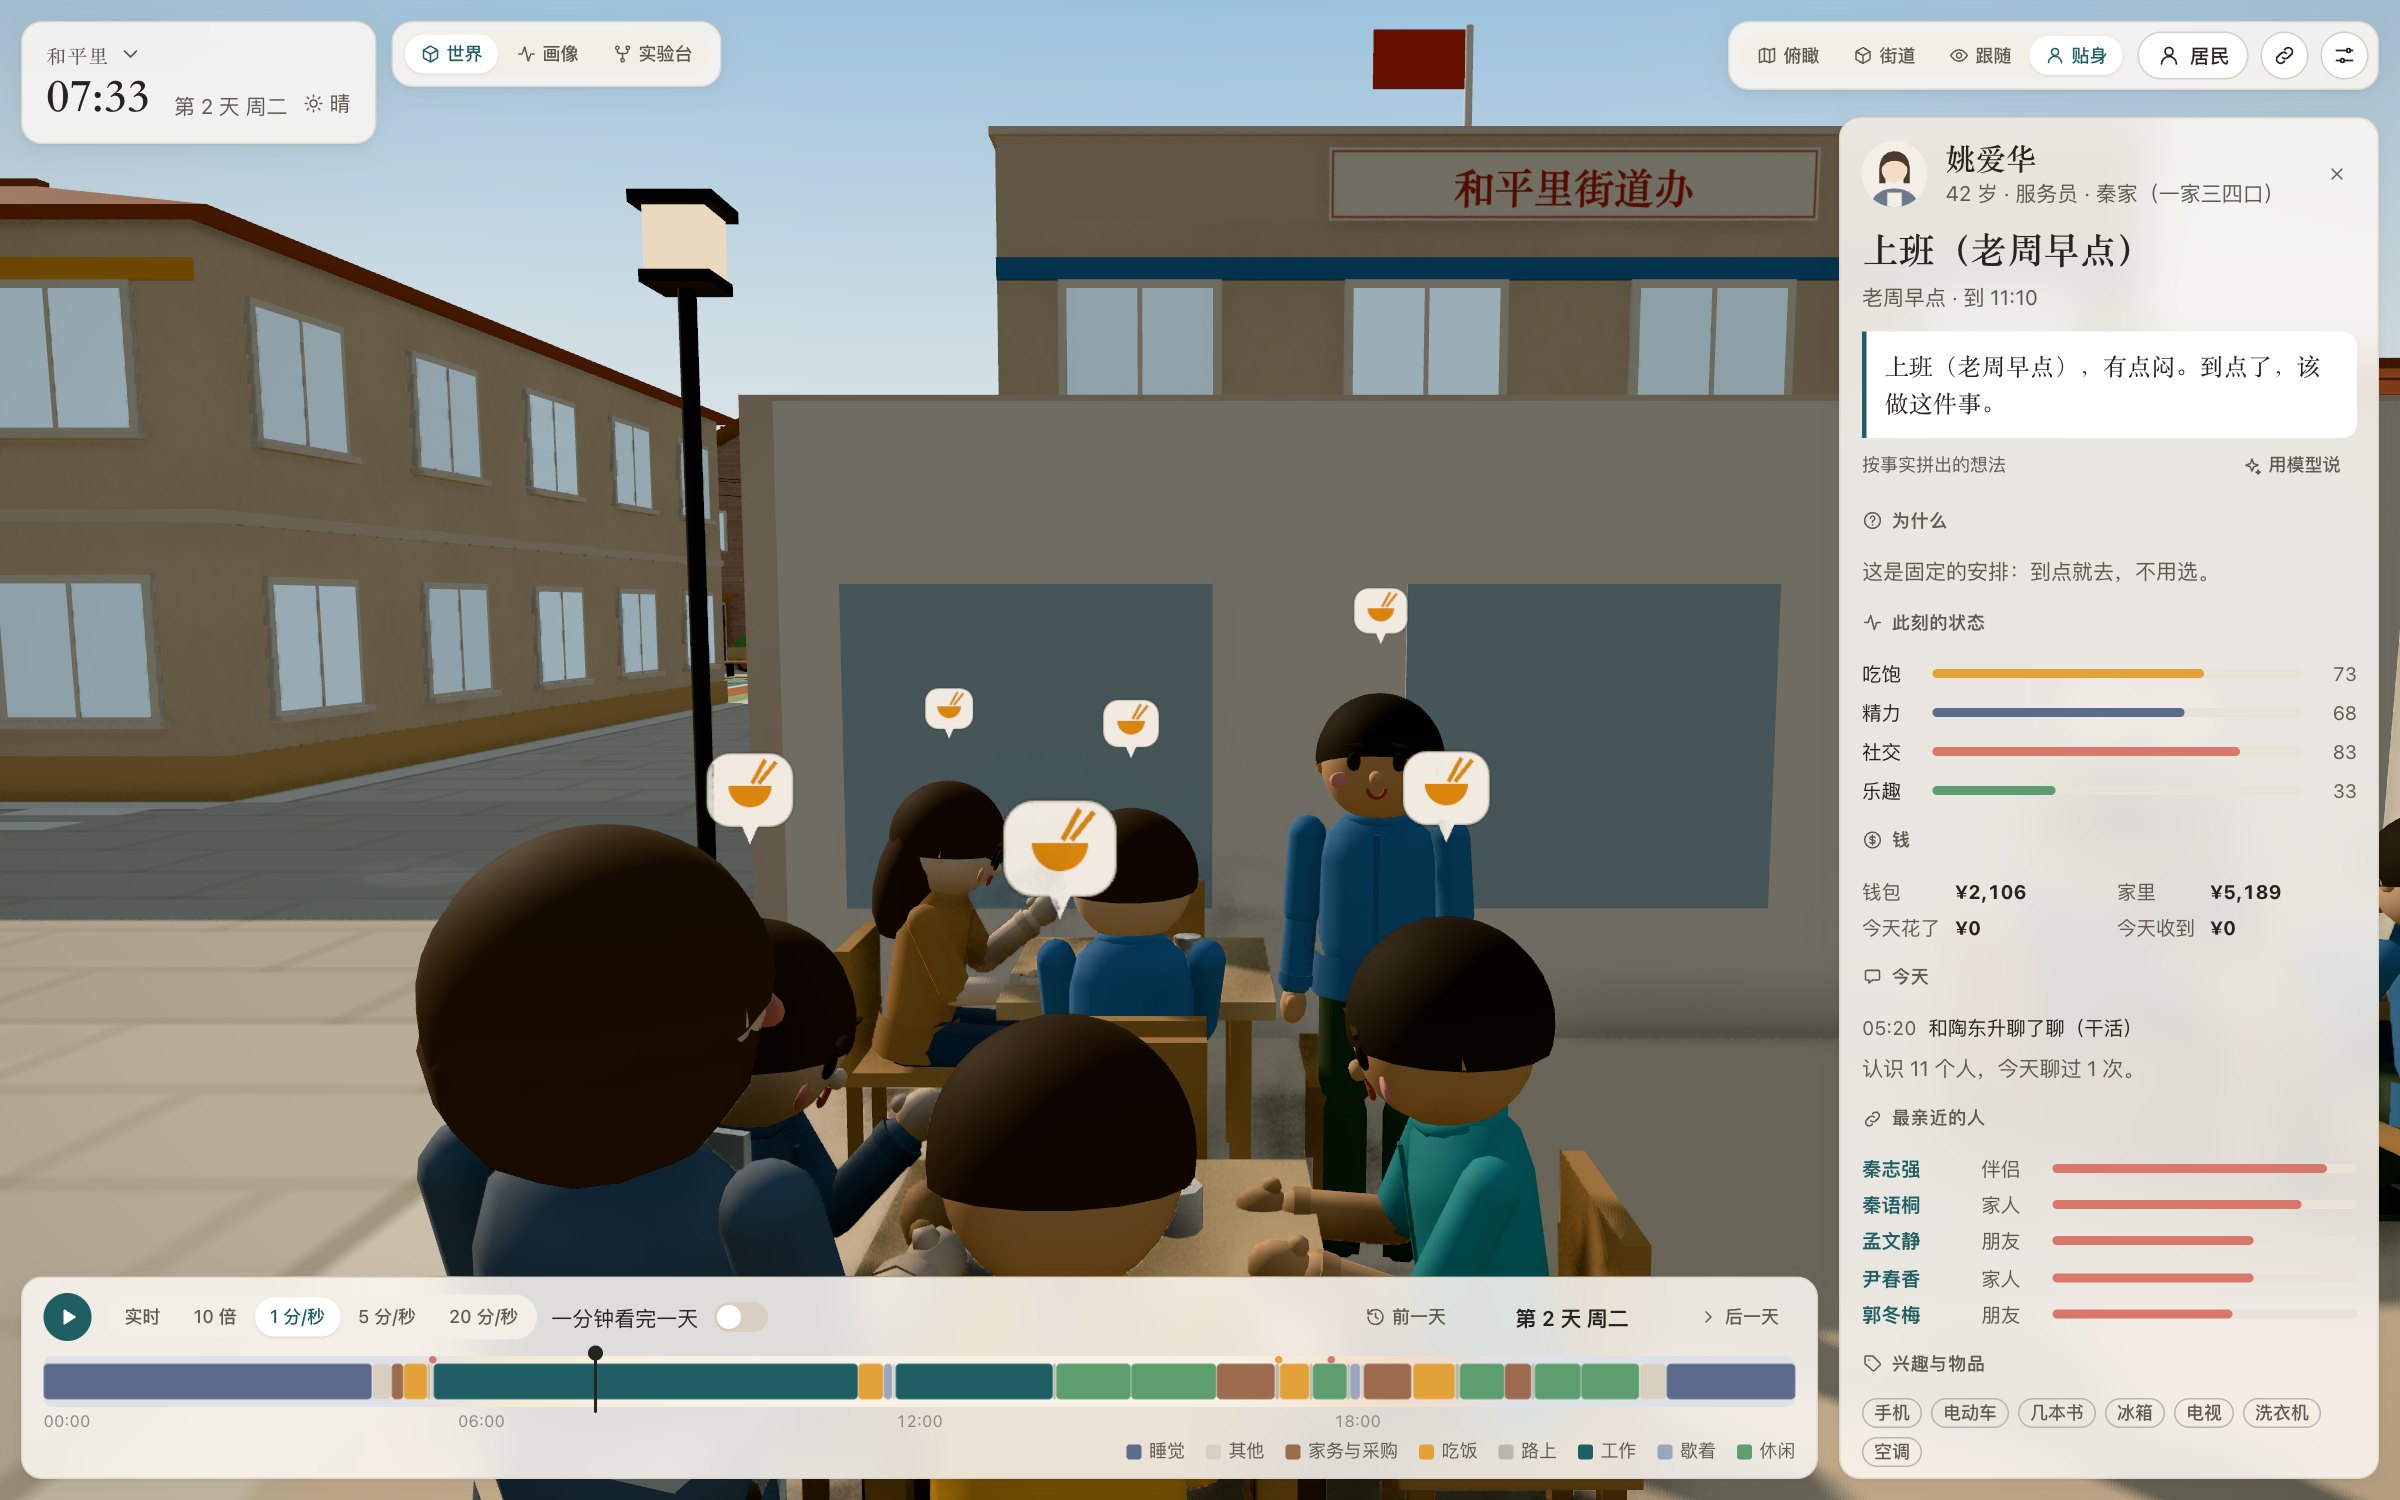 和平里
07:33 第 2 天 周二 晴
世界 画像 实验台
俯瞰 街道 跟随 贴身 居民
和平里街道办
姚爱华
42 岁 · 服务员 · 秦家（一家三四口）
上班（老周早点）
老周早点 · 到 11:10
上班（老周早点），有点闷。到点了，该
做这件事。
按事实拼出的想法 用模型说
为什么
这是固定的安排：到点就去，不用选。
此刻的状态
吃饱 73
精力 68
社交 83
乐趣 33
钱
钱包 ¥2,106 家里 ¥5,189
今天花了 ¥0 今天收到 ¥0
今天
05:20 和陶东升聊了聊（干活）
认识 11 个人，今天聊过 1 次。
最亲近的人
秦志强 伴侣
秦语桐 家人
孟文静 朋友
尹春香 家人
郭冬梅 朋友
兴趣与物品
手机 电动车 几本书 冰箱 电视 洗衣机
空调
实时 10 倍 1 分/秒 5 分/秒 20 分/秒 一分钟看完一天 前一天 第 2 天 周二 后一天
00:00 06:00 12:00 18:00
睡觉 其他 家务与采购 吃饭 路上 工作 歇着 休闲